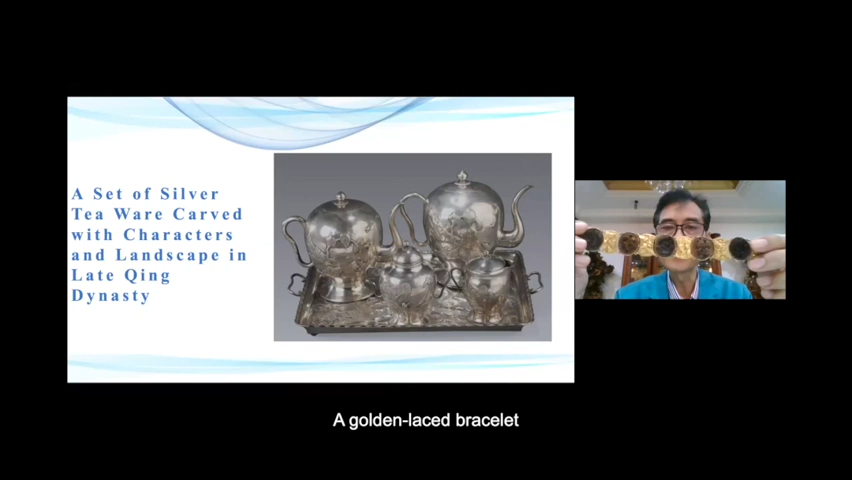 A Set of Silver
Tea Ware Carved
with Characters
and Landscape in
Late Qing
Dynasty
A golden-laced bracelet